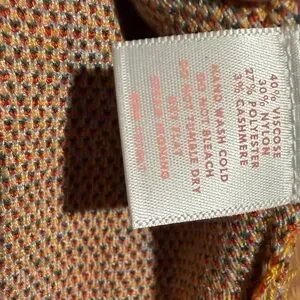 40% VISCOSE
30% NYLON
27% POLYESTER
3% CASHMERE
HAND WASH COLD
DO NOT BLEACH
DO NOT TUMBLE DRY
DRY FLAT